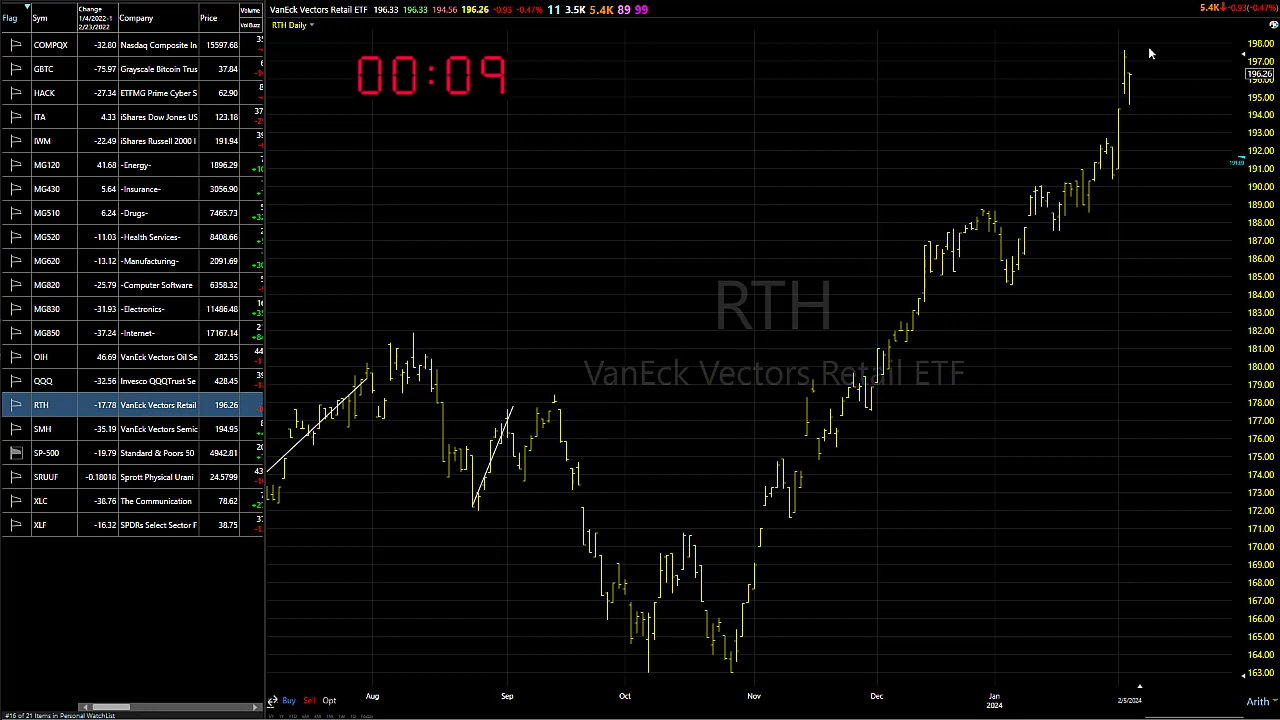 VanEck Vectors Retail ETF 196.33 196.33 194.56 196.26 -0.93 -0.47% 11 3.5K 5.4K 89 99
5.4K -0.93(-0.47%)
RTH Daily
Flag Sym Change 1/4/2022-1 2/23/2022 Company Price Volume Vol Buzz
COMPQX -32.80 Nasdaq Composite In 15597.68
GBTC -75.97 Grayscale Bitcoin Trus 37.84
HACK -27.34 ETFMG Prime Cyber S 62.90
ITA 4.33 iShares Dow Jones US 123.18
IWM -22.49 iShares Russell 2000 I 191.94
MG120 41.68 -Energy- 1896.29
MG430 5.64 -Insurance- 3056.90
MG510 6.24 -Drugs- 7465.73
MG520 -11.03 -Health Services- 8408.66
MG620 -13.12 -Manufacturing- 2091.69
MG820 -25.79 -Computer Software 6358.32
MG830 -31.93 -Electronics- 11486.48
MG850 -37.24 -Internet- 17167.14
OIH 46.69 VanEck Vectors Oil Se 282.55
QQQ -32.56 Invesco QQQTrust Se 428.45
RTH -17.78 VanEck Vectors Retail 196.26
SMH -35.19 VanEck Vectors Semic 194.95
SP-500 -19.79 Standard & Poors 50 4942.81
SRUUF -0.18018 Sprott Physical Urani 24.5799
XLC -38.76 The Communication 78.62
XLF -16.32 SPDRs Select Sector F 38.75
#16 of 21 Items in Personal WatchList
00:09
RTH
VanEck Vectors Retail ETF
198.00
197.00
196.26
196.00
195.00
194.00
193.00
192.00
191.00
190.00
189.00
188.00
187.00
186.00
185.00
184.00
183.00
182.00
181.00
180.00
179.00
178.00
177.00
176.00
175.00
174.00
173.00
172.00
171.00
170.00
169.00
168.00
167.00
166.00
165.00
164.00
163.00
Aug Sep Oct Nov Dec Jan
2024 2/5/2024
Buy Sell Opt
Arith